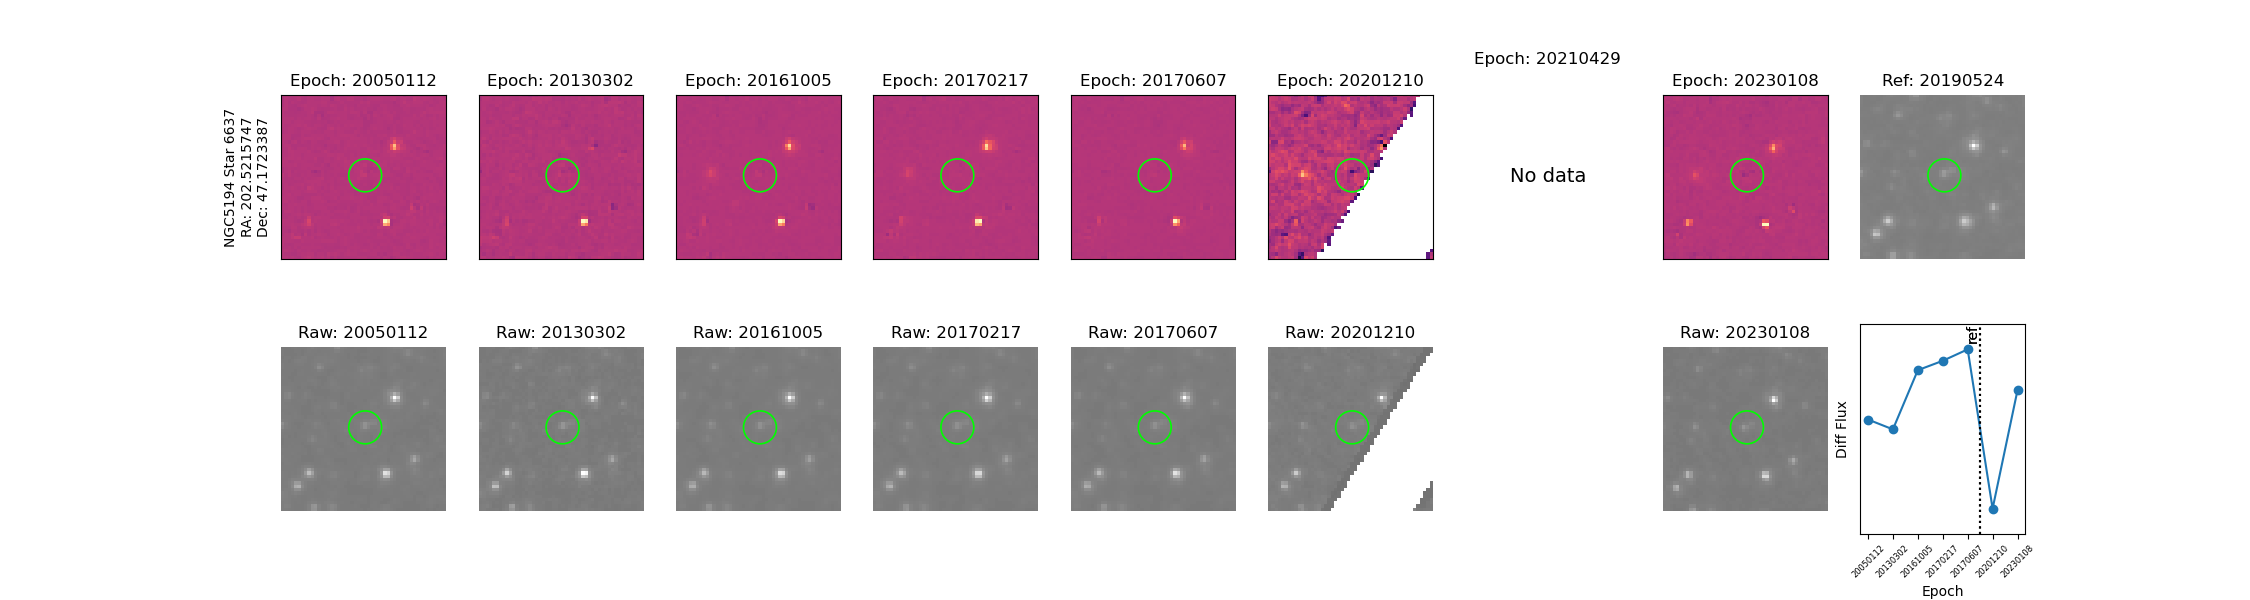 Epoch: 20210429
Epoch: 20050112
Epoch: 20130302
Epoch: 20161005
Epoch: 20170217
Epoch: 20170607
Epoch: 20201210
Epoch: 20230108
Ref: 20190524
NGC5194 Star 6637
RA: 202.5215747
Dec: 47.1723387
No data
Raw: 20050112
Raw: 20130302
Raw: 20161005
Raw: 20170217
Raw: 20170607
Raw: 20201210
Raw: 20230108
ref
Diff Flux
20050112
20130302
20161005
20170217
20170607
20201210
20230108
Epoch